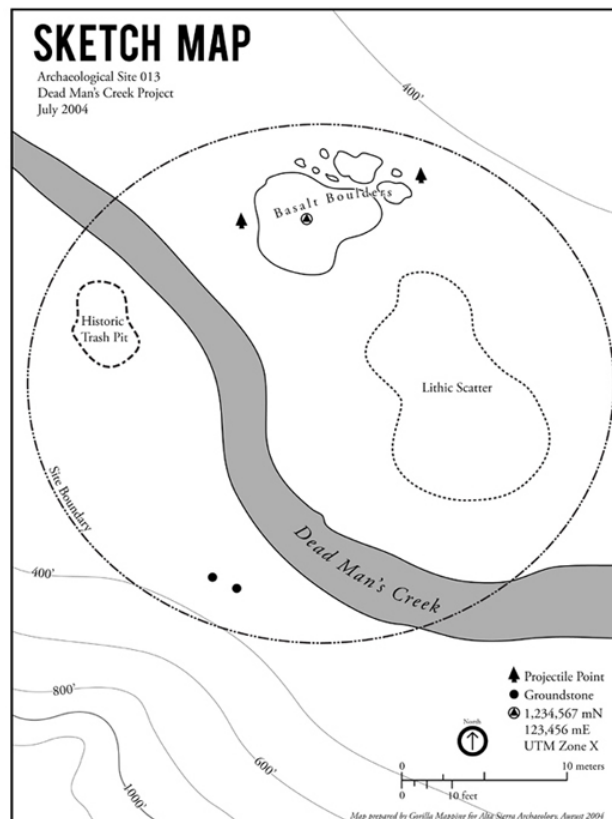 SKETCH MAP
Archaeological Site 013
Dead Man's Creek Project
July 2004
400'
Basalt Boulders
Historic
Trash Pit
Lithic Scatter
Site Boundary
Dead Man's Creek
400'
800'
600'
1000'
Projectile Point
Groundstone
1,234,567 mN
123,456 mE
UTM Zone X
North
0 10 meters
0 10 feet
Map prepared by Gorilla Mapping for Alta Sierra Archaeology, August 2004